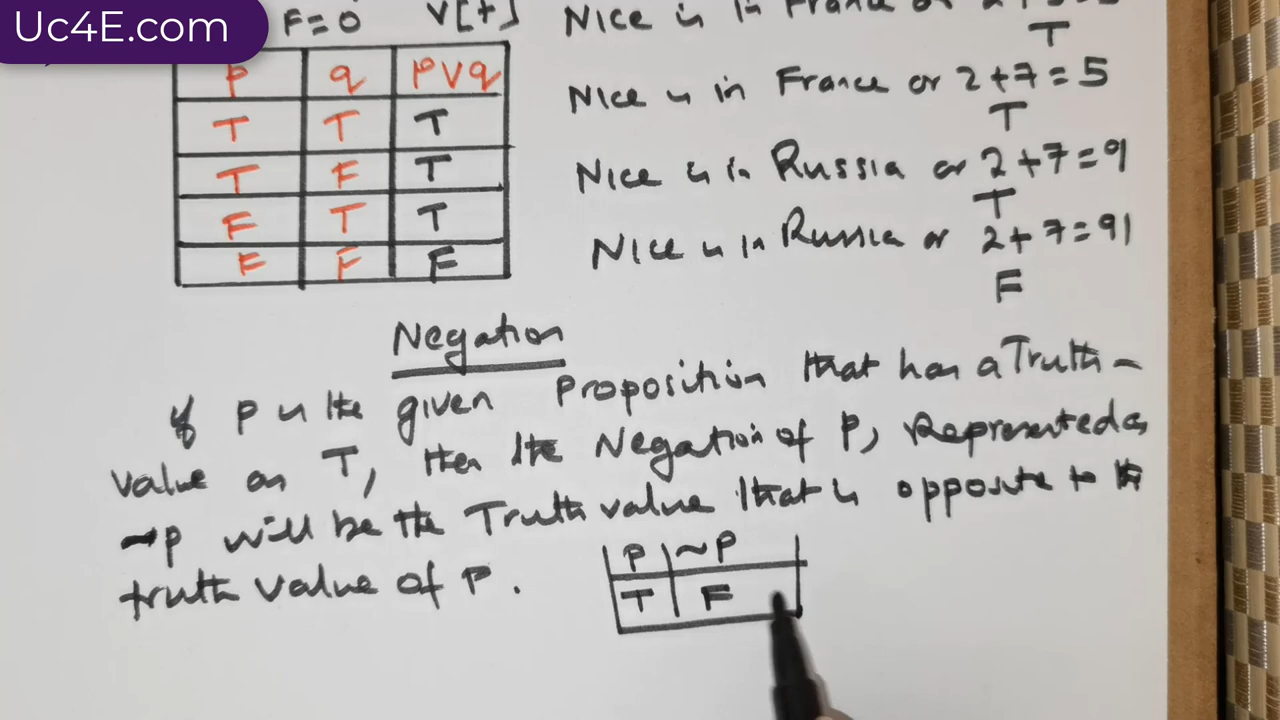 Uc4E.com
F=0 V[+]
Nice is in France or
T
p q p∨q
Nice is in France or 2+7=5
T T T
T
T F T
Nice is in Russia or 2+7=9
T
F T T
Nice is in Russia or 2+7=91
F F F
F
Negation
If p is the given proposition that has a Truth-
value as T, then the Negation of P, Represented as
~p will be the Truth value that is opposite to the
truth value of P.
P ~P
T F